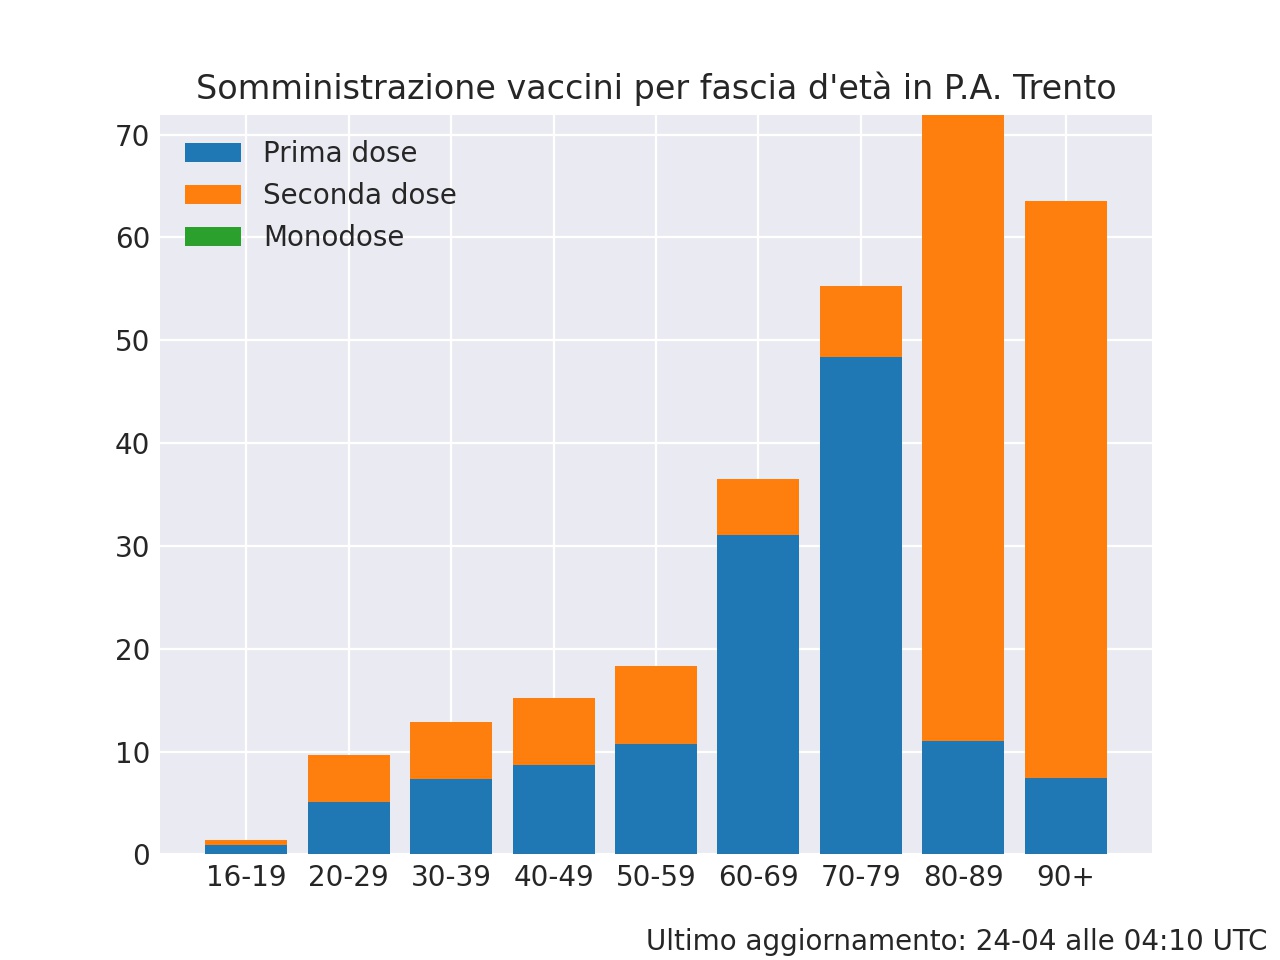 Somministrazione vaccini per fascia d'età in P.A. Trento
70
60
50
40
30
20
10
0
Prima dose
Seconda dose
Monodose
16-19 20-29 30-39 40-49 50-59 60-69 70-79 80-89 90+
Ultimo aggiornamento: 24-04 alle 04:10 UTC